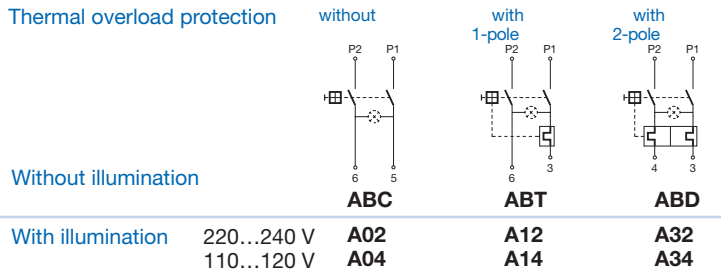 Thermal overload protection without with with
1-pole 2-pole
P2 P1 P2 P1 P2 P1
6 5 6 3 4 3
Without illumination
ABC ABT ABD
With illumination 220...240 V A02 A12 A32
110...120 V A04 A14 A34